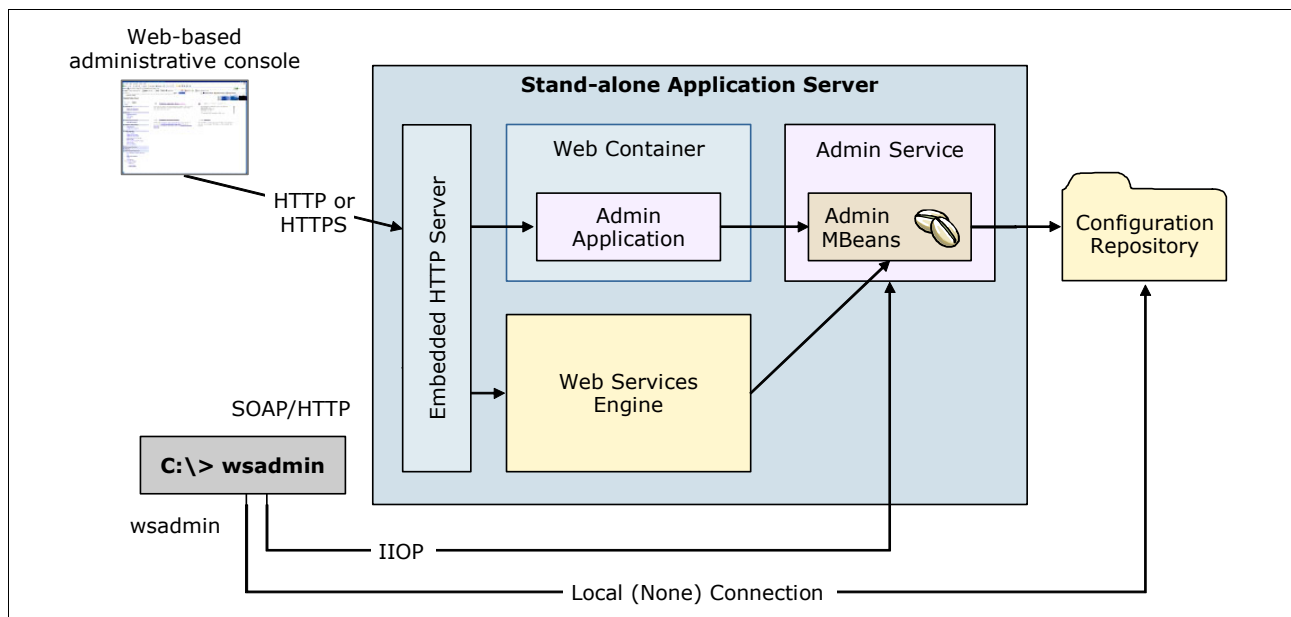 Web-based
administrative console
Stand-alone Application Server
Embedded HTTP Server
Web Container
Admin
Application
Admin Service
Admin
MBeans
Configuration
Repository
HTTP or
HTTPS
Web Services
Engine
SOAP/HTTP
C:\> wsadmin
wsadmin
IIOP
Local (None) Connection